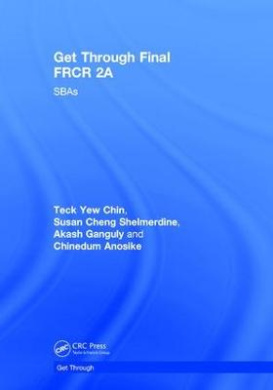 Get Through Final
FRCR 2A
SBAs
Teck Yew Chin,
Susan Cheng Shelmerdine,
Akash Ganguly and
Chinedum Anosike
CRC Press
Taylor & Francis Group
Get Through